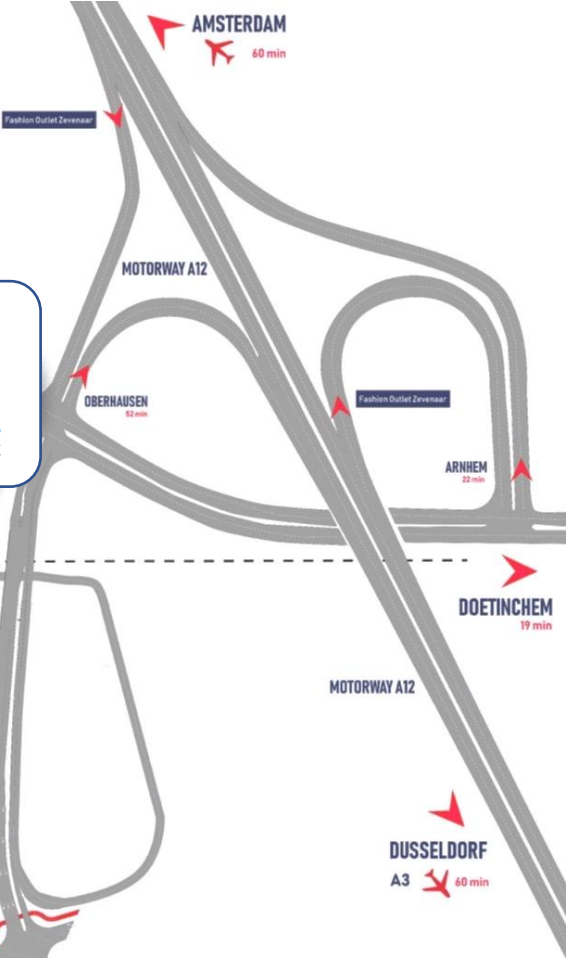 AMSTERDAM
60 min
Fashion Outlet Zevenaar
MOTORWAY A12
OBERHAUSEN
52 min
Fashion Outlet Zevenaar
ARNHEM
22 min
DOETINCHEM
19 min
MOTORWAY A12
DUSSELDORF
A3 60 min